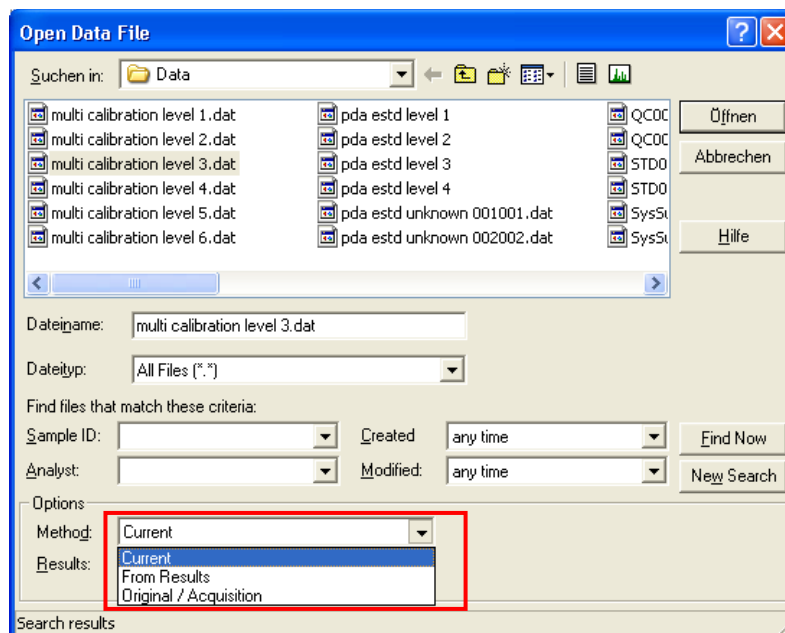 Open Data File
Suchen in: Data
multi calibration level 1.dat pda estd level 1 QC00 Öffnen
multi calibration level 2.dat pda estd level 2 QC00
multi calibration level 3.dat pda estd level 3 STD0 Abbrechen
multi calibration level 4.dat pda estd level 4 STD0
multi calibration level 5.dat pda estd unknown 001001.dat
multi calibration level 6.dat pda estd unknown 002002.dat Hilfe
Dateiname: multi calibration level 3.dat
Dateityp: All Files (*.*)
Find files that match these criteria:
Sample ID: Created any time Find Now
Analyst: Modified: any time New Search
Options
Method: Current
Results: Current
From Results
Original / Acquisition
Search results